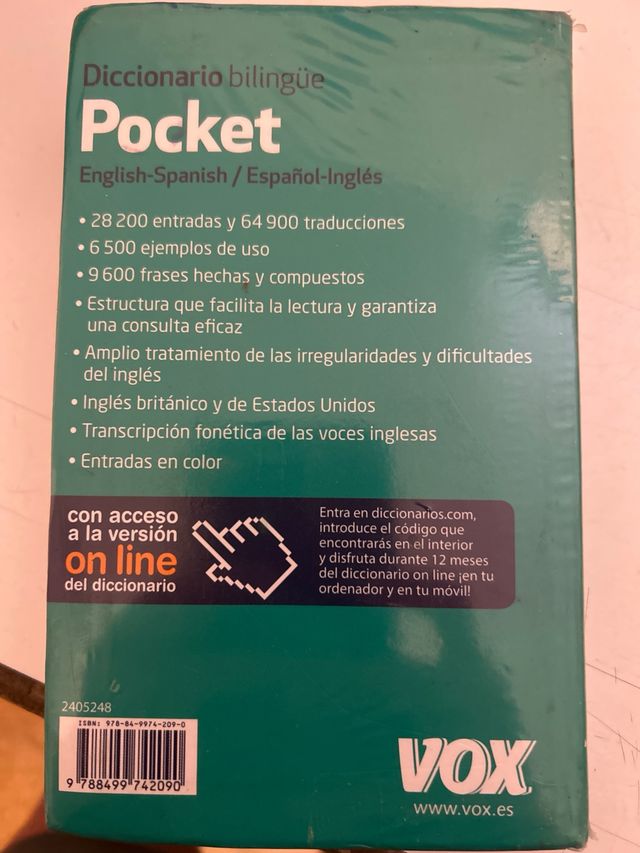 Diccionario bilingüe
Pocket
English-Spanish / Español-Inglés
• 28 200 entradas y 64 900 traducciones
• 6 500 ejemplos de uso
• 9 600 frases hechas y compuestos
• Estructura que facilita la lectura y garantiza
una consulta eficaz
• Amplio tratamiento de las irregularidades y dificultades
del inglés
• Inglés británico y de Estados Unidos
• Transcripción fonética de las voces inglesas
• Entradas en color
con acceso
a la versión
on line
del diccionario
Entra en diccionarios.com,
introduce el código que
encontrarás en el interior
y disfruta durante 12 meses
del diccionario on line ¡en tu
ordenador y en tu móvil!
2405248
ISBN: 978-84-9974-209-0
9 788499 742090
VOX
www.vox.es